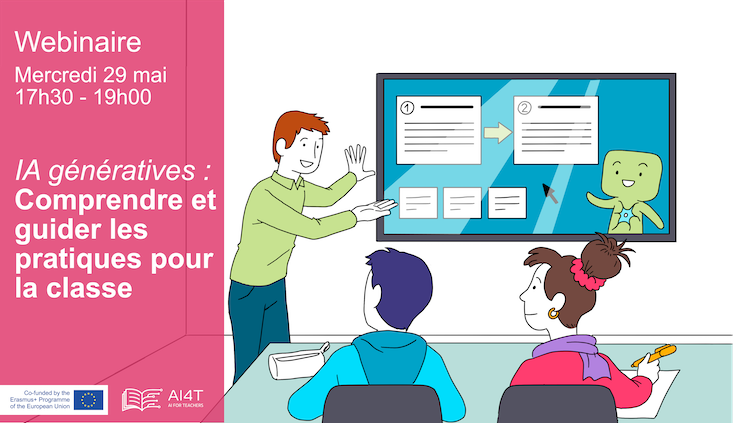 Webinaire
Mercredi 29 mai
17h30 - 19h00
IA génératives :
Comprendre et
guider les
pratiques pour
la classe
Co-funded by the
Erasmus+ Programme
of the European Union
AI4T
AI FOR TEACHERS
1
2